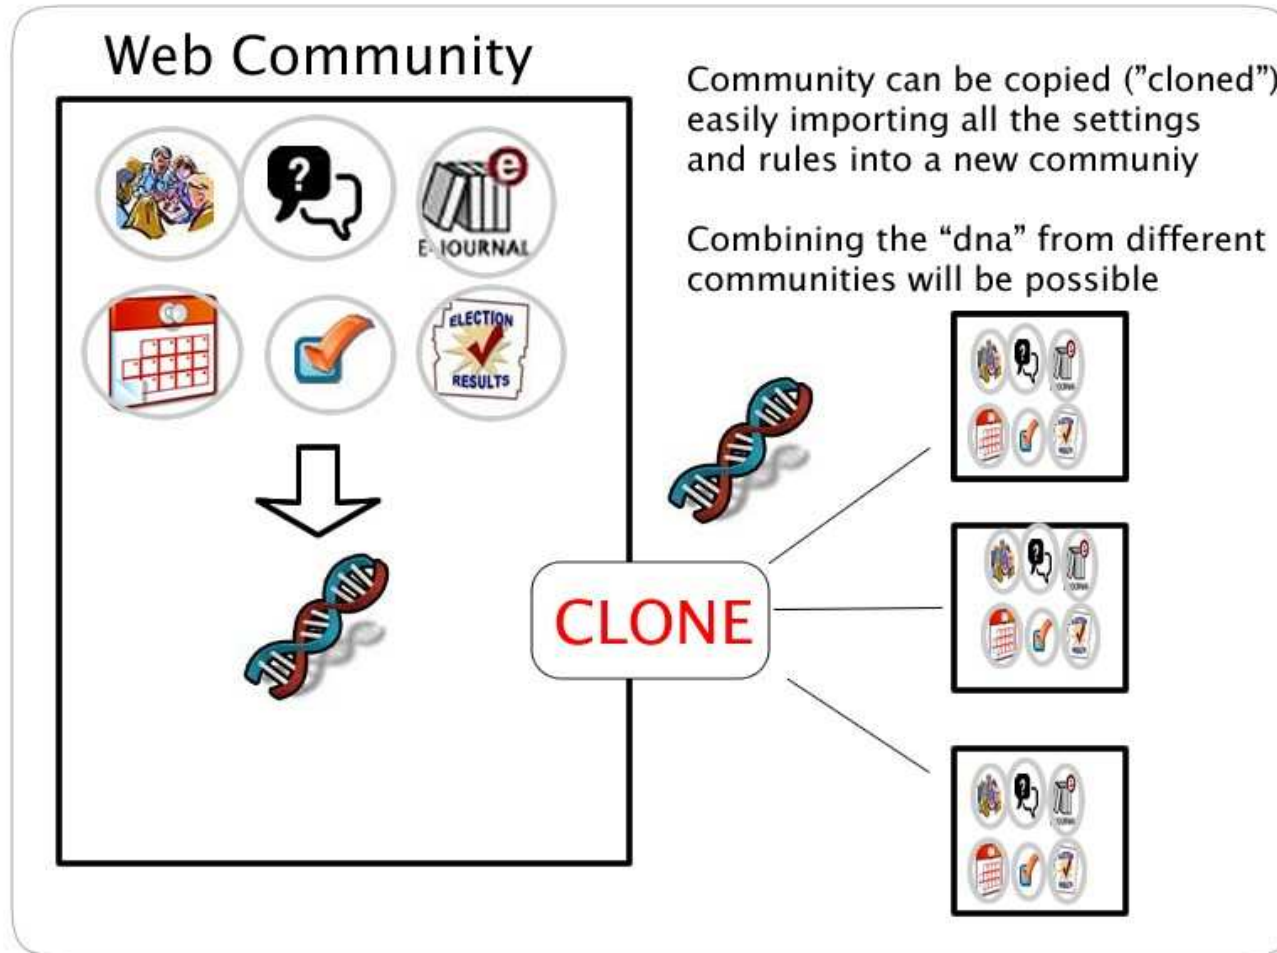 Web Community
Community can be copied (”cloned”)
easily importing all the settings
and rules into a new communiy
Combining the “dna” from different
communities will be possible
?
e
E-JOURNAL
ELECTION
RESULTS
CLONE